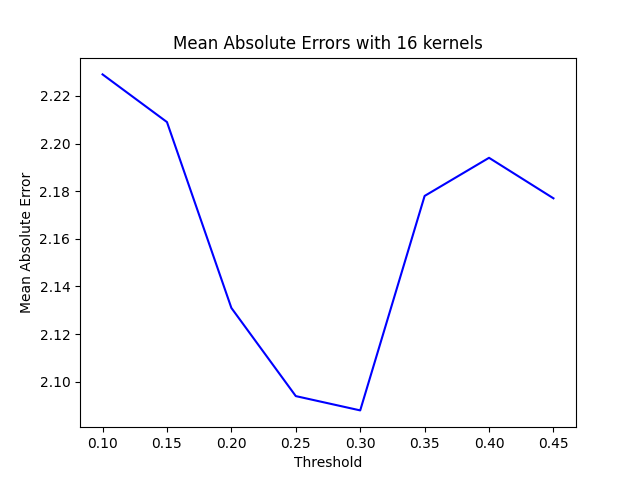 Mean Absolute Errors with 16 kernels
Mean Absolute Error
2.22
2.20
2.18
2.16
2.14
2.12
2.10
0.10 0.15 0.20 0.25 0.30 0.35 0.40 0.45
Threshold